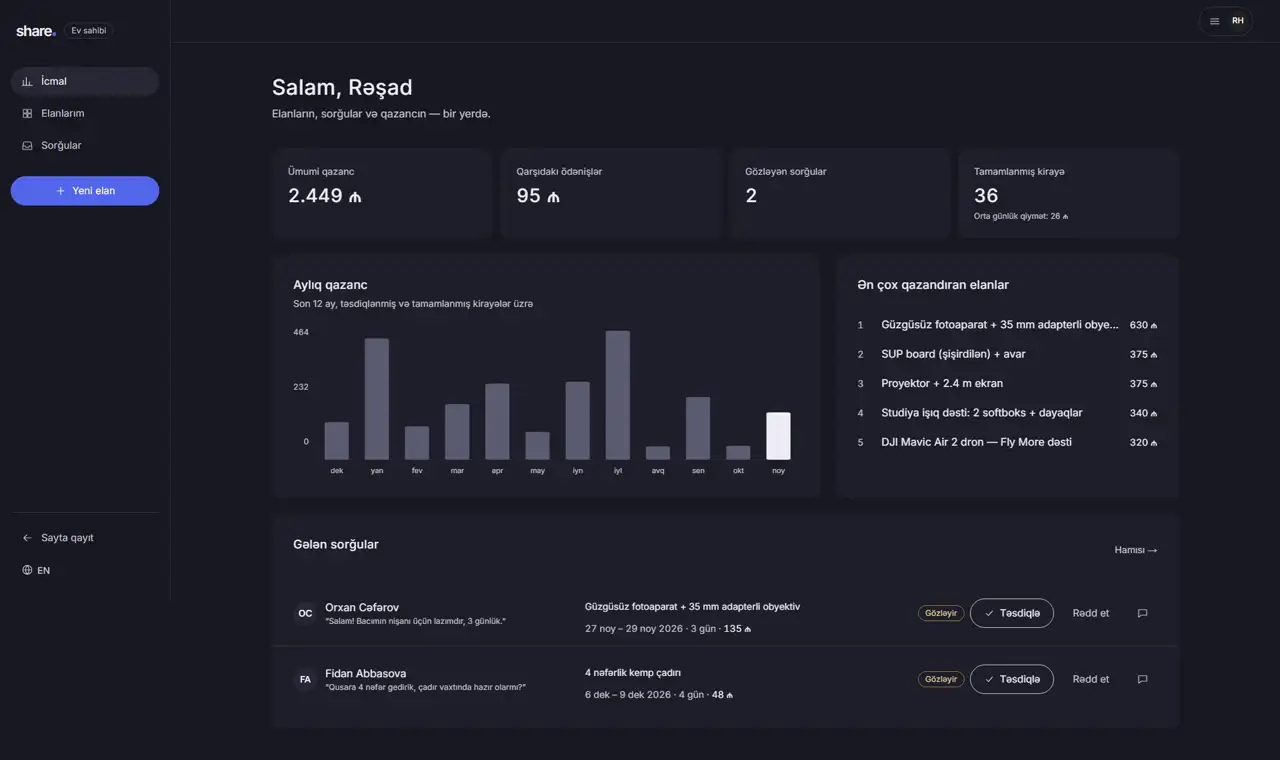 share.
Ev sahibi
RH
İcmal
Elanlarım
Sorğular
+ Yeni elan
Sayta qayıt
EN
Salam, Rəşad
Elanların, sorğular və qazancın — bir yerdə.
Ümumi qazanc
2.449 ₼
Qarşıdakı ödənişlər
95 ₼
Gözləyən sorğular
2
Tamamlanmış kirayə
36
Orta günlük qiymət: 26 ₼
Aylıq qazanc
Son 12 ay, təsdiqlənmiş və tamamlanmış kirayələr üzrə
464
232
0
dek yan fev mar apr may iyn iyl avq sen okt noy
Ən çox qazandıran elanlar
1 Güzgüsüz fotoaparat + 35 mm adapterli obye... 630 ₼
2 SUP board (şişirdilən) + avar 375 ₼
3 Proyektor + 2.4 m ekran 375 ₼
4 Studiya işıq dəsti: 2 softboks + dayaqlar 340 ₼
5 DJI Mavic Air 2 dron — Fly More dəsti 320 ₼
Gələn sorğular
Hamısı →
OC
Orxan Cəfərov
“Salam! Bacımın nişanı üçün lazımdır, 3 günlük.”
Güzgüsüz fotoaparat + 35 mm adapterli obyektiv
27 noy – 29 noy 2026 · 3 gün · 135 ₼
Gözləyir
Təsdiqlə
Rədd et
FA
Fidan Abbasova
“Qusara 4 nəfər gedirik, çadır vaxtında hazır olarmı?”
4 nəfərlik kemp çadırı
6 dek – 9 dek 2026 · 4 gün · 48 ₼
Gözləyir
Təsdiqlə
Rədd et